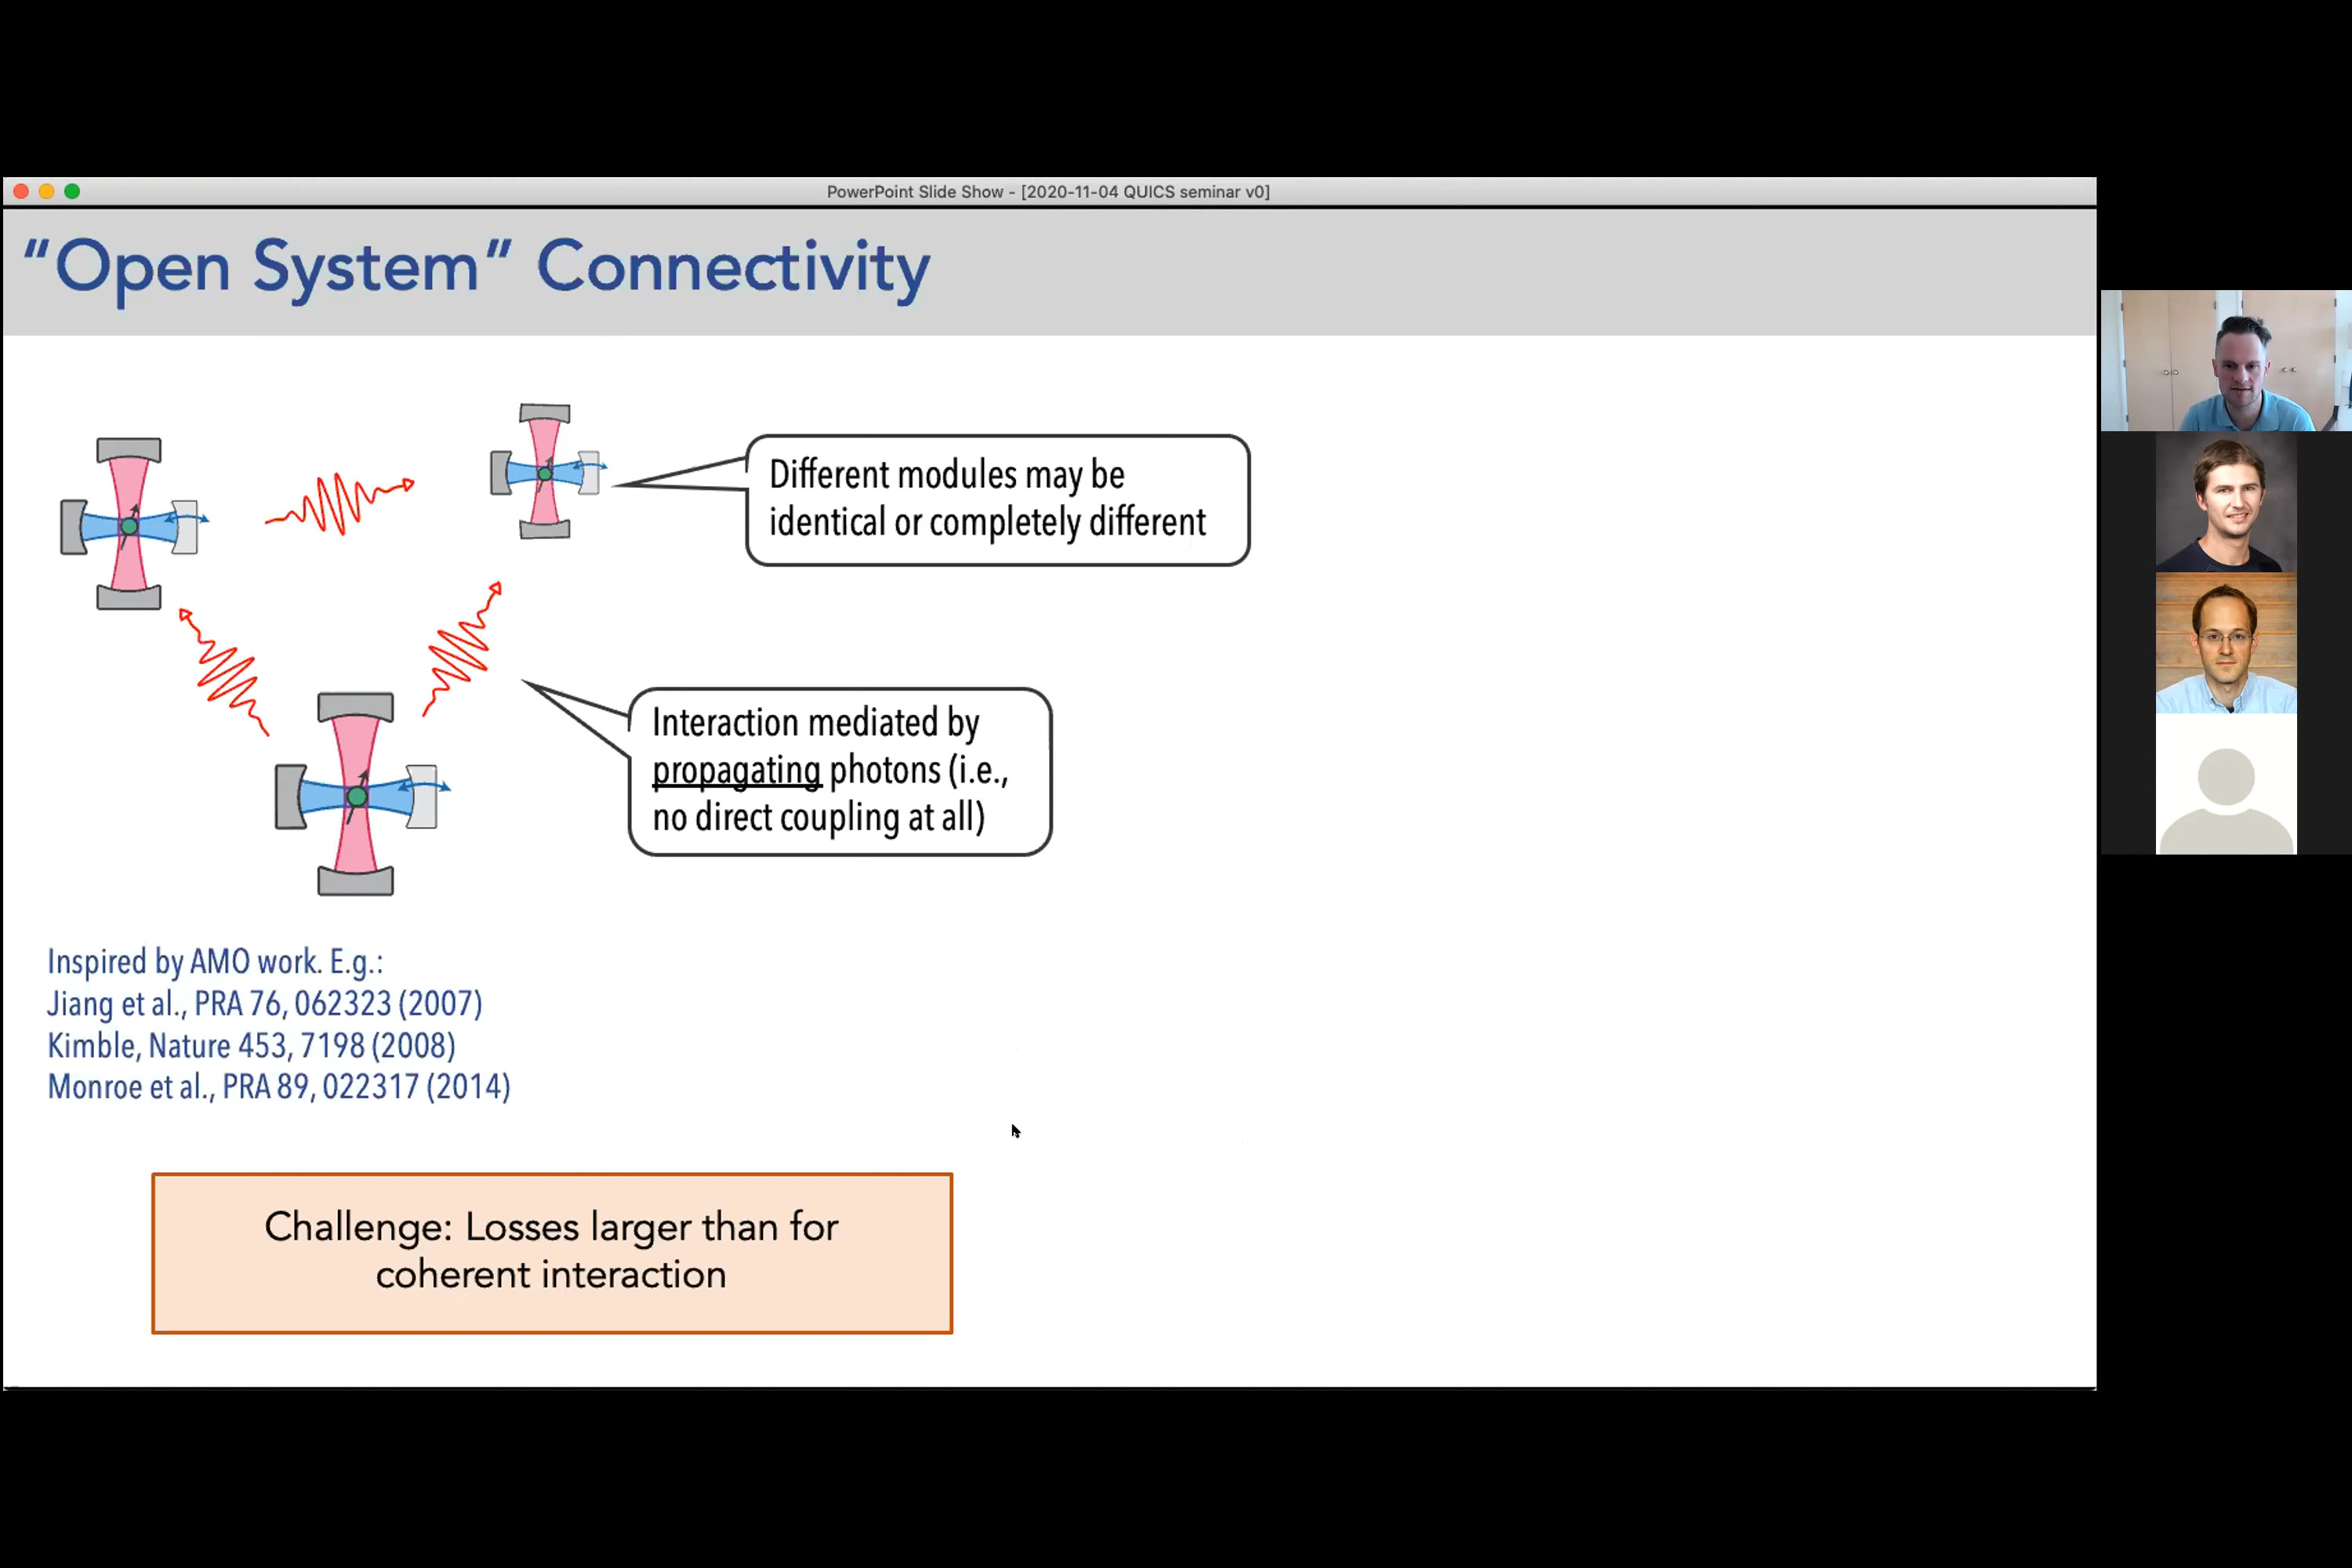 PowerPoint Slide Show - [2020-11-04 QUICS seminar v0]
“Open System” Connectivity
Different modules may be
identical or completely different
Interaction mediated by
propagating photons (i.e.,
no direct coupling at all)
Inspired by AMO work. E.g.:
Jiang et al., PRA 76, 062323 (2007)
Kimble, Nature 453, 7198 (2008)
Monroe et al., PRA 89, 022317 (2014)
Challenge: Losses larger than for
coherent interaction